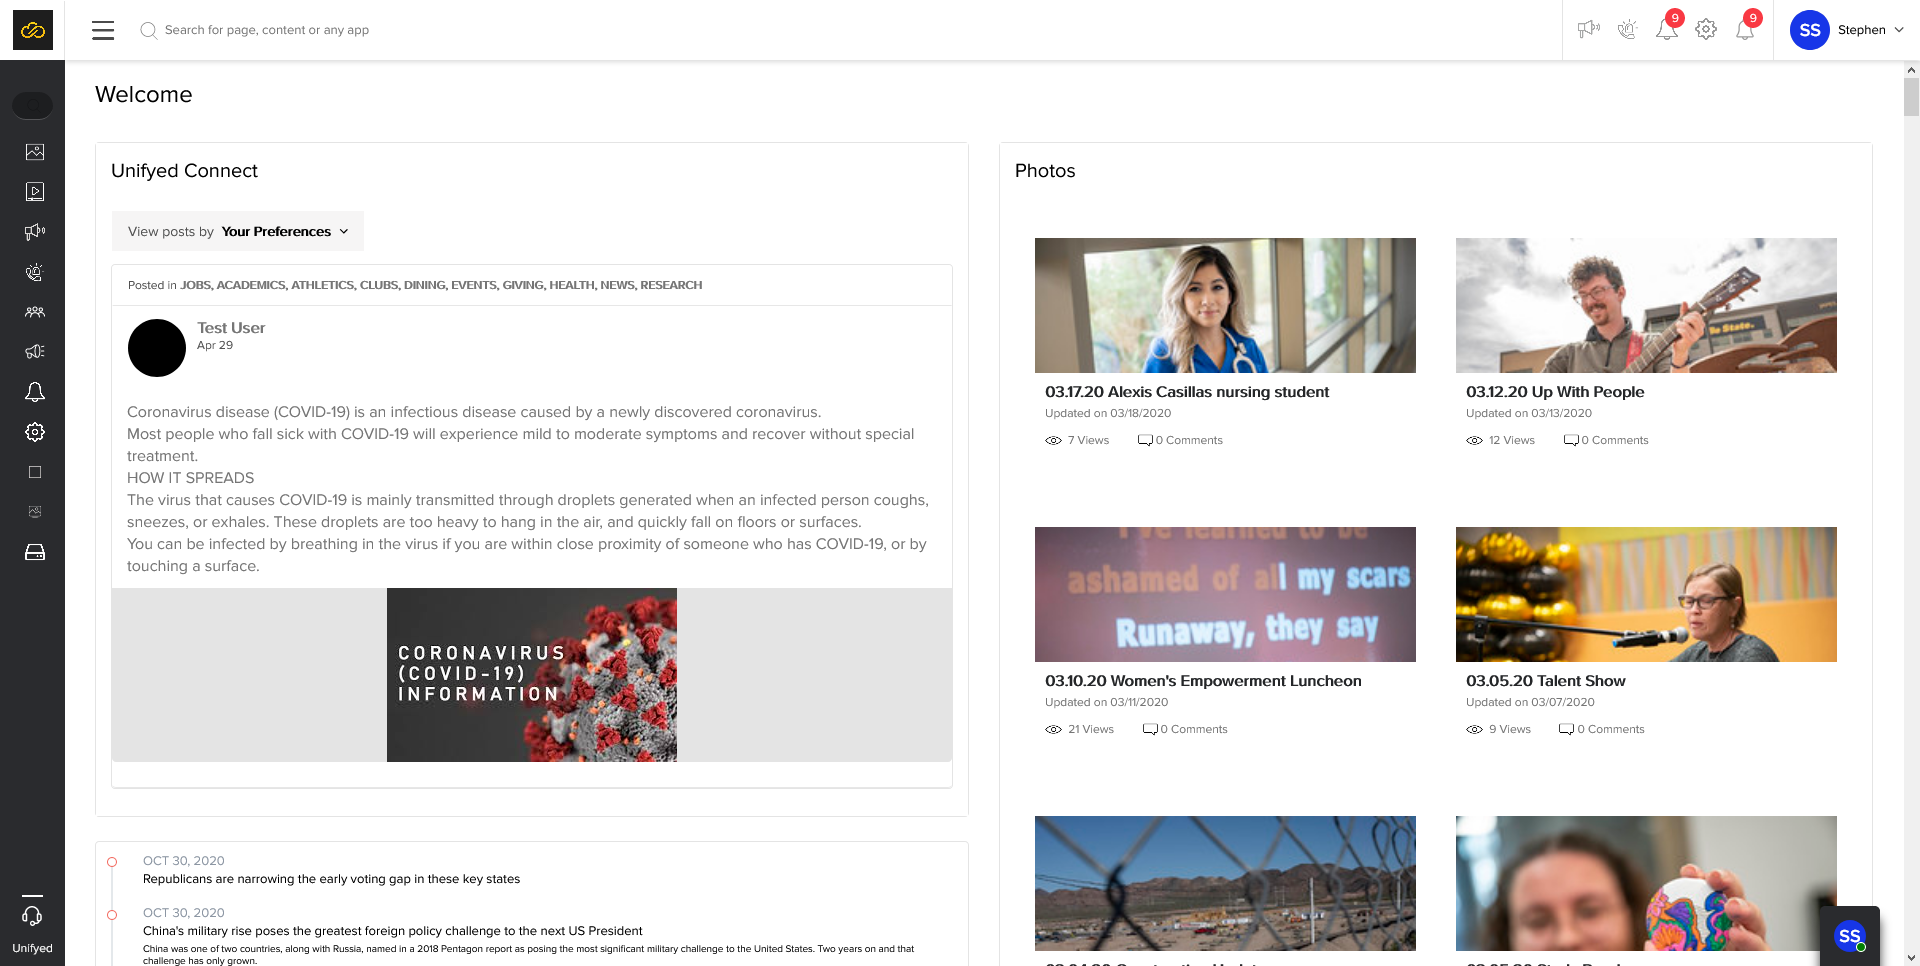 Search for page, content or any app
9
9
SS
Stephen
Welcome
Unifyed Connect
View posts by Your Preferences
Posted in JOBS, ACADEMICS, ATHLETICS, CLUBS, DINING, EVENTS, GIVING, HEALTH, NEWS, RESEARCH
Test User
Apr 29
Coronavirus disease (COVID-19) is an infectious disease caused by a newly discovered coronavirus.
Most people who fall sick with COVID-19 will experience mild to moderate symptoms and recover without special
treatment.
HOW IT SPREADS
The virus that causes COVID-19 is mainly transmitted through droplets generated when an infected person coughs,
sneezes, or exhales. These droplets are too heavy to hang in the air, and quickly fall on floors or surfaces.
You can be infected by breathing in the virus if you are within close proximity of someone who has COVID-19, or by
touching a surface.
CORONAVIRUS
(COVID-19)
INFORMATION
OCT 30, 2020
Republicans are narrowing the early voting gap in these key states
OCT 30, 2020
China's military rise poses the greatest foreign policy challenge to the next US President
China was one of two countries, along with Russia, named in a 2018 Pentagon report as posing the most significant military challenge to the United States. Two years on and that
challenge has only grown.
Photos
03.17.20 Alexis Casillas nursing student
Updated on 03/18/2020
7 Views
0 Comments
State.
03.12.20 Up With People
Updated on 03/13/2020
12 Views
0 Comments
I've learned to be
ashamed of all my scars
Runaway, they say
03.10.20 Women's Empowerment Luncheon
Updated on 03/11/2020
21 Views
0 Comments
03.05.20 Talent Show
Updated on 03/07/2020
9 Views
0 Comments
SS
Unifyed